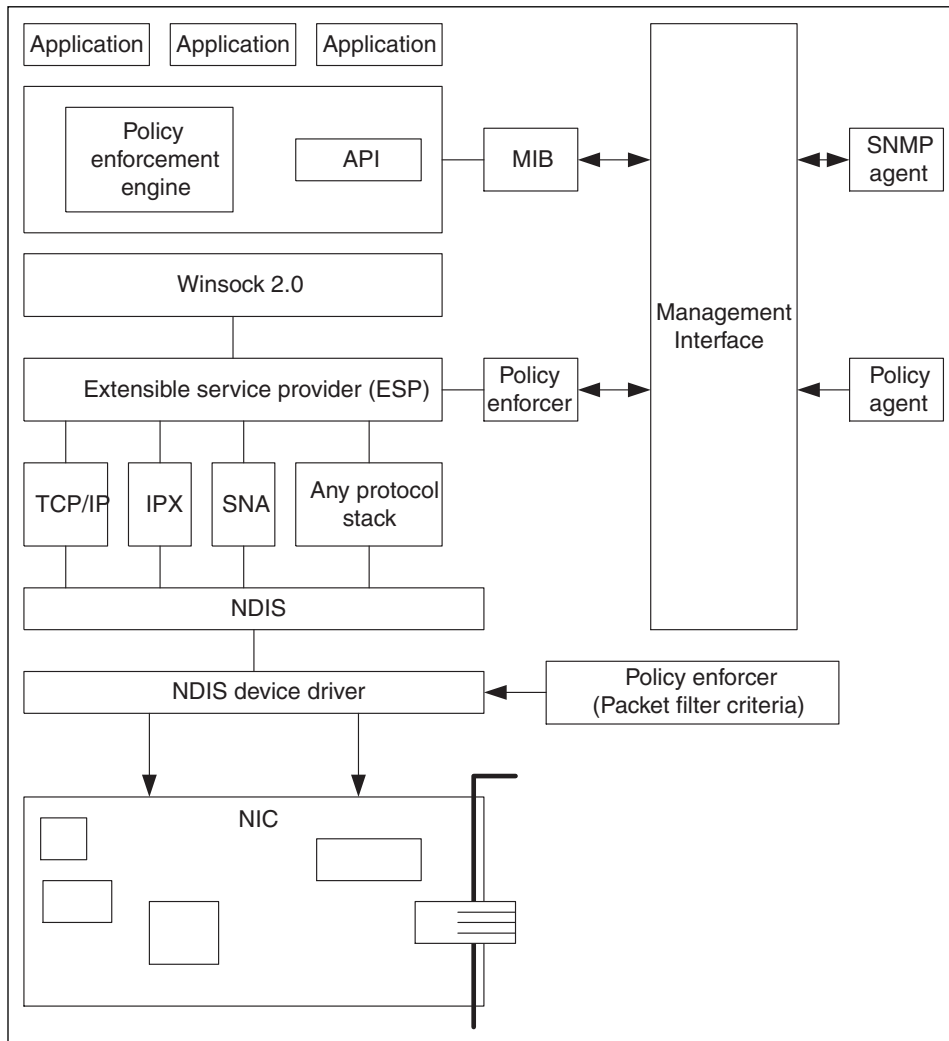 Application
Application
Application
Policy
enforcement
engine
API
MIB
SNMP
agent
Winsock 2.0
Management
Interface
Extensible service provider (ESP)
Policy
enforcer
Policy
agent
TCP/IP
IPX
SNA
Any protocol
stack
NDIS
NDIS device driver
Policy enforcer
(Packet filter criteria)
NIC